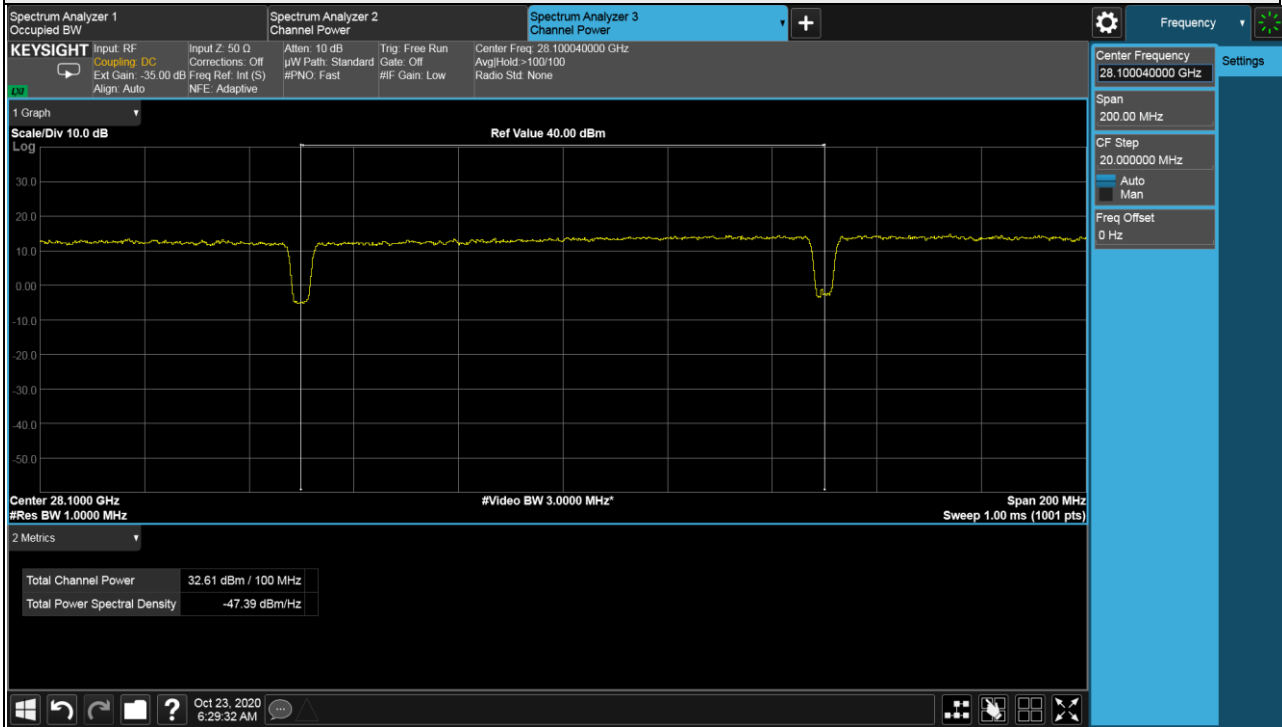 Spectrum Analyzer 1
Occupied BW
Spectrum Analyzer 2
Channel Power
Spectrum Analyzer 3
Channel Power
Frequency
KEYSIGHT
Input: RF
Coupling: DC
Ext Gain: -35.00 dB
Align: Auto
Input Z: 50 Ω
Corrections: Off
Freq Ref: Int (S)
NFE: Adaptive
Atten: 10 dB
µW Path: Standard
#PNO: Fast
Trig: Free Run
Gate: Off
#IF Gain: Low
Center Freq: 28.100040000 GHz
Avg|Hold:>100/100
Radio Std: None
LXI
Center Frequency
28.100040000 GHz
Settings
Span
200.00 MHz
CF Step
20.000000 MHz
Auto
Man
Freq Offset
0 Hz
1 Graph
Scale/Div 10.0 dB
Ref Value 40.00 dBm
Log
30.0
20.0
10.0
0.00
-10.0
-20.0
-30.0
-40.0
-50.0
Center 28.1000 GHz
#Video BW 3.0000 MHz*
Span 200 MHz
#Res BW 1.0000 MHz
Sweep 1.00 ms (1001 pts)
2 Metrics
Total Channel Power 32.61 dBm / 100 MHz
Total Power Spectral Density -47.39 dBm/Hz
?
Oct 23, 2020
6:29:32 AM